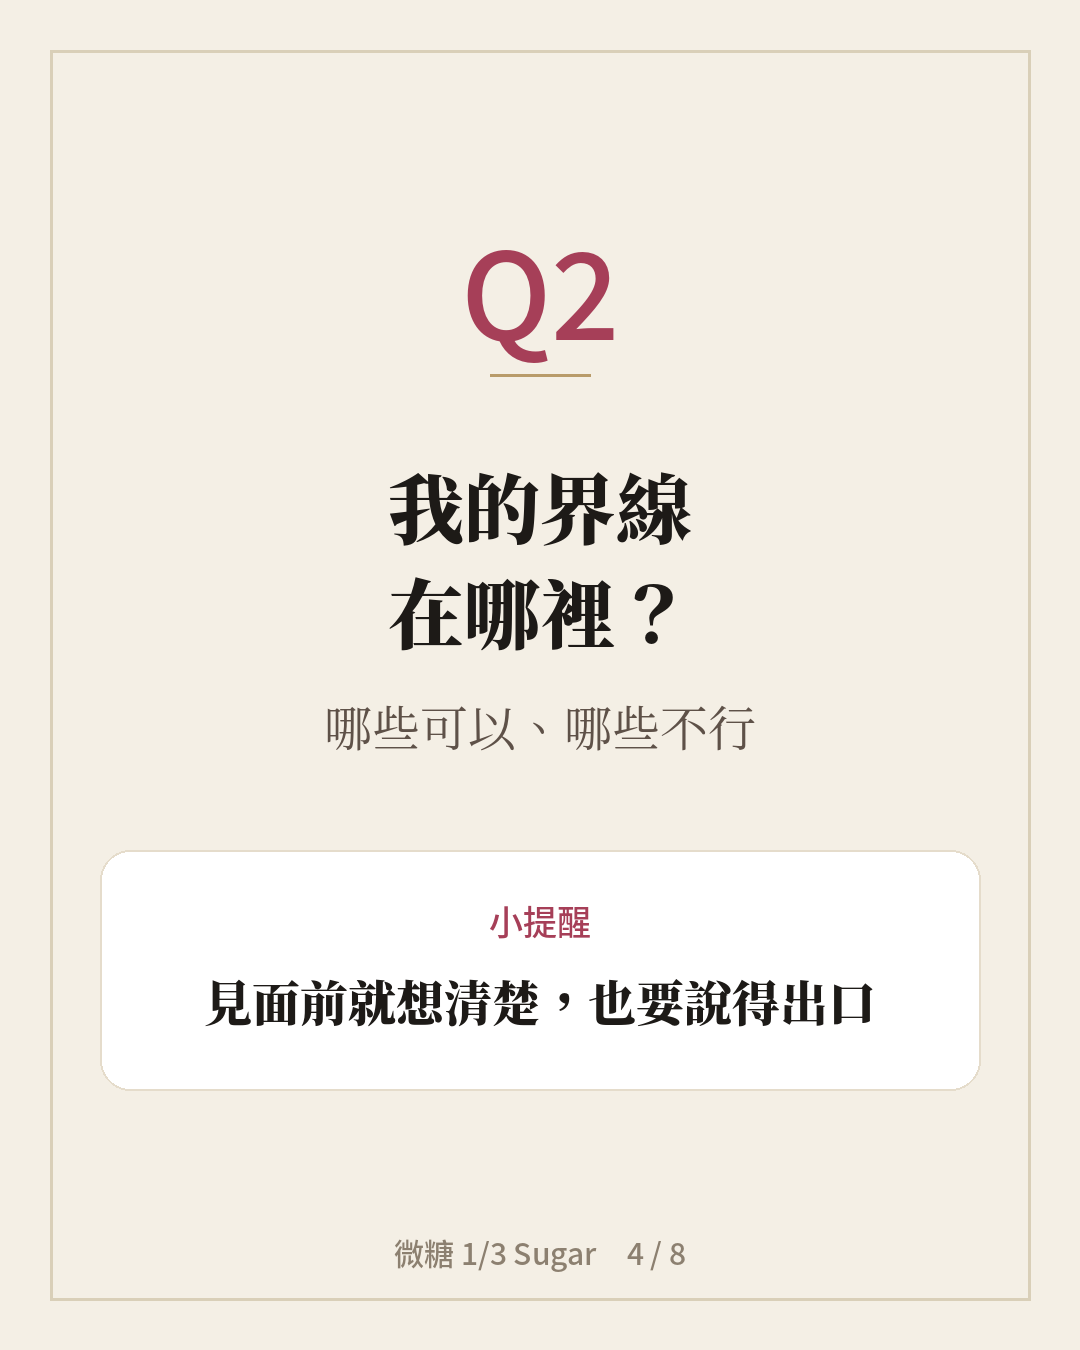 Q2
我的界線
在哪裡？
哪些可以、哪些不行
小提醒
見面前就想清楚，也要說得出口
微糖 1/3 Sugar 4 / 8